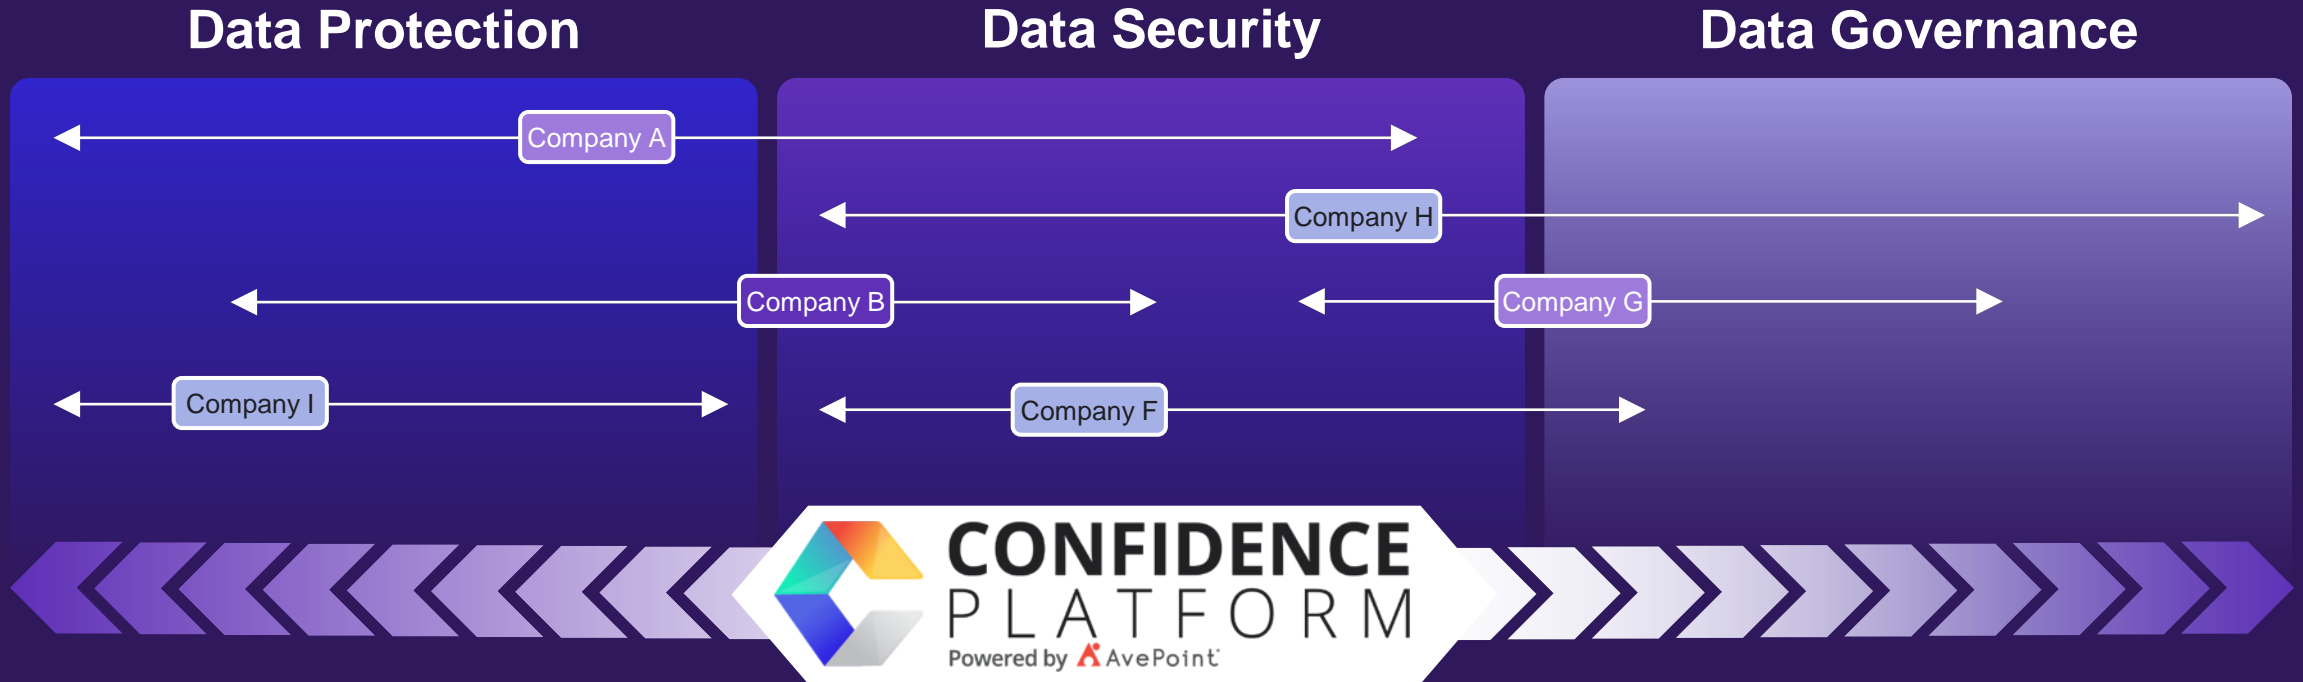 Data Protection
Data Security
Data Governance
Company A
Company H
Company B
Company G
Company I
Company F
CONFIDENCE
PLATFORM
Powered by AvePoint